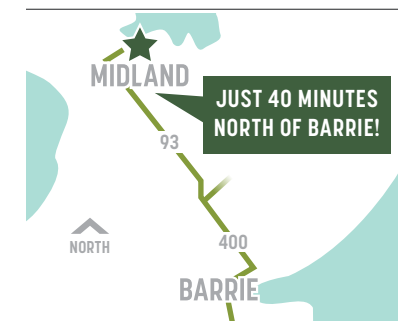 MIDLAND
JUST 40 MINUTES
NORTH OF BARRIE!
93
NORTH
400
BARRIE